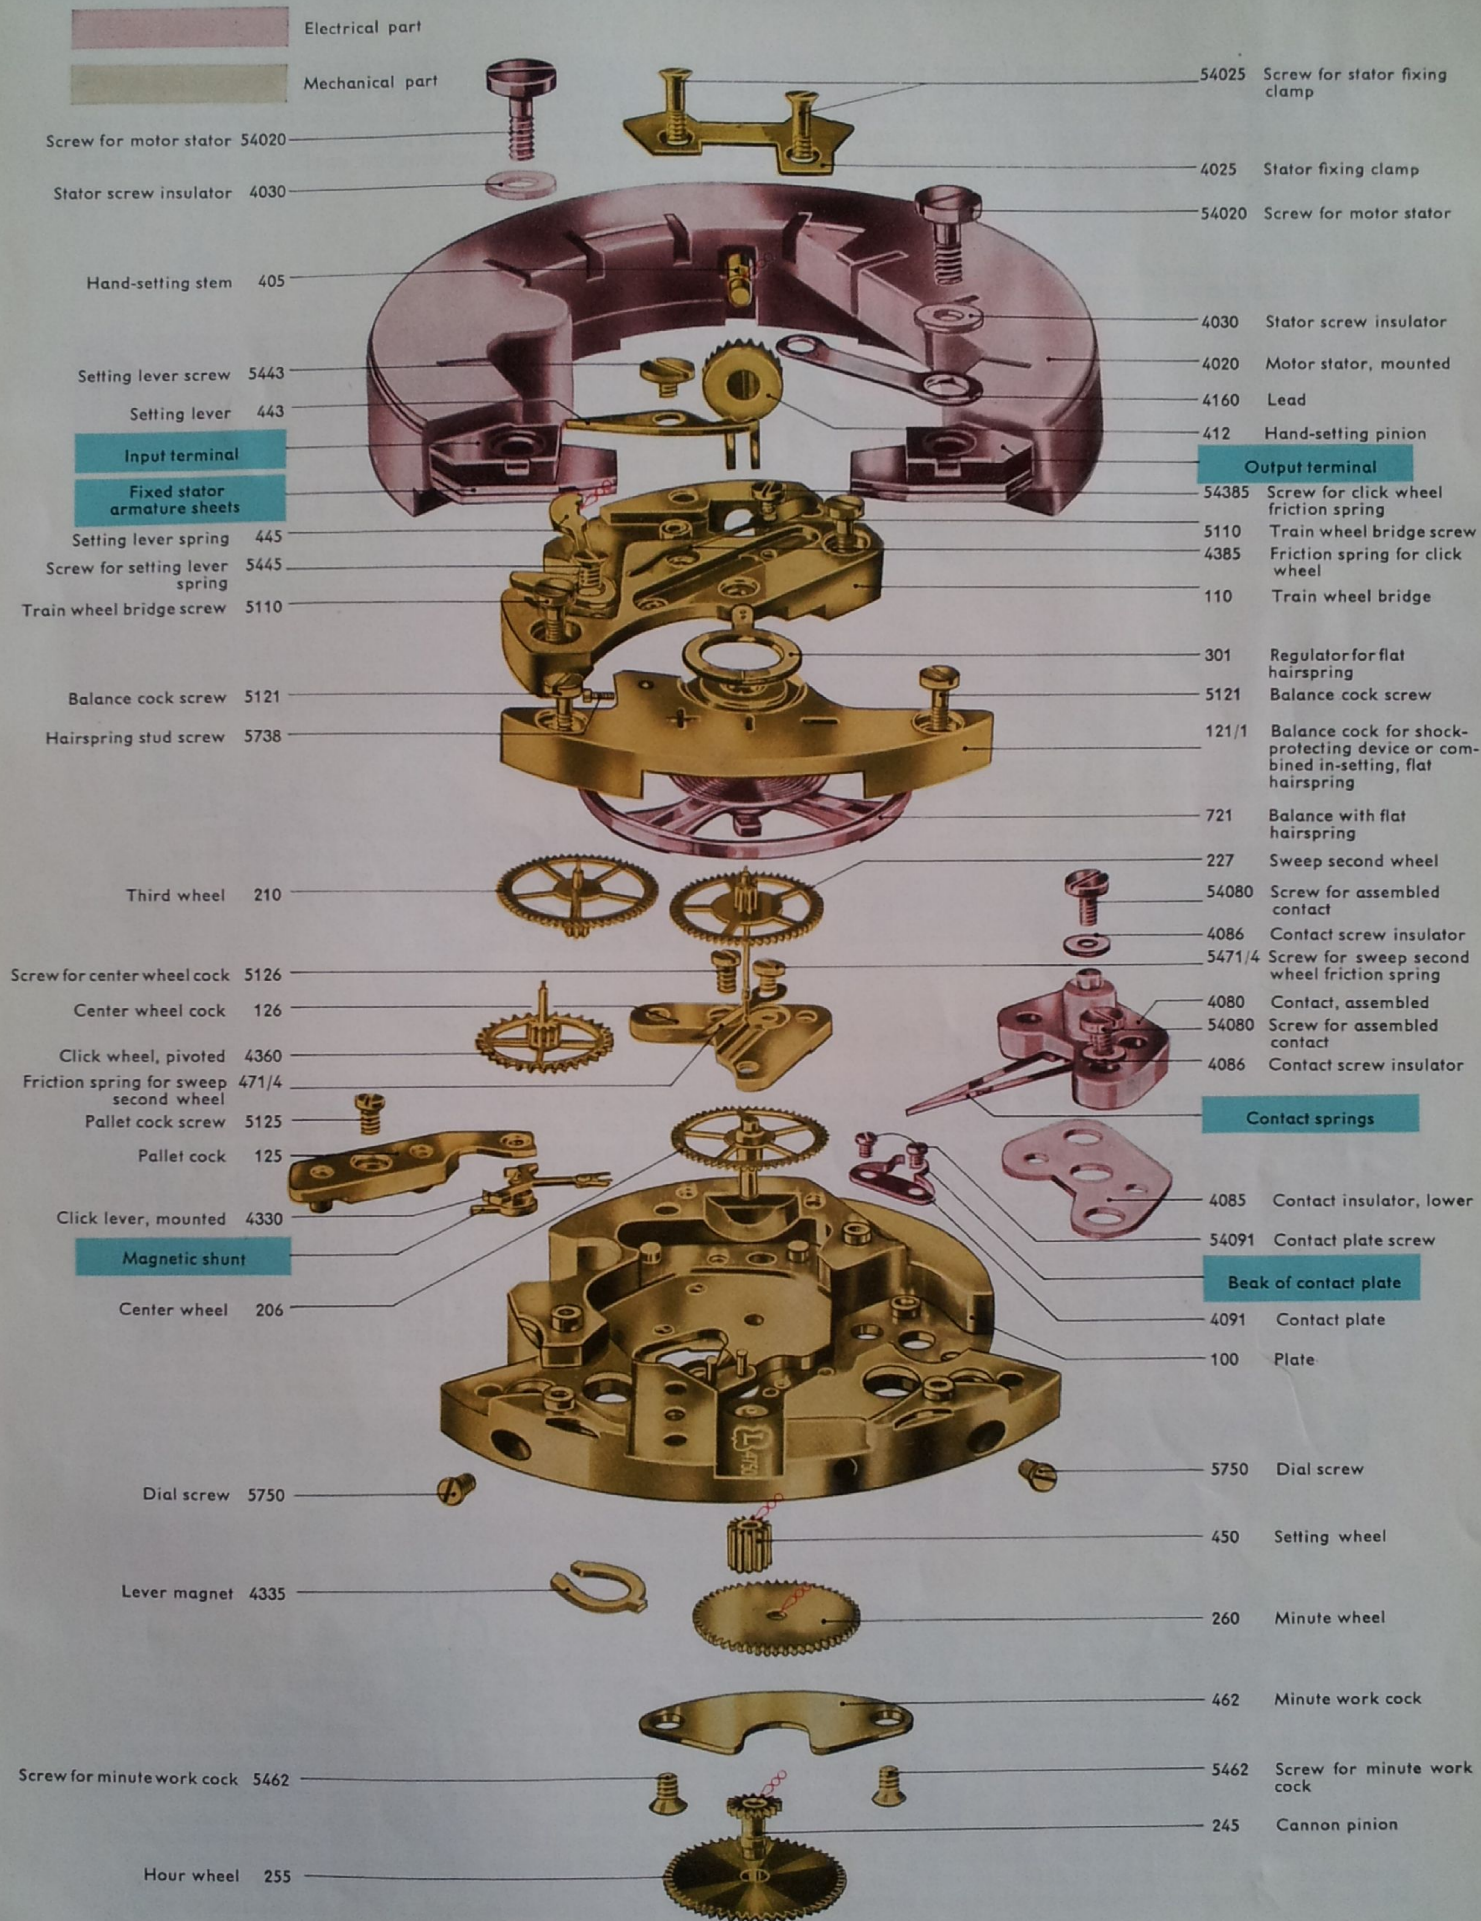 Electrical part
Mechanical part
Screw for motor stator 54020
Stator screw insulator 4030
Hand-setting stem 405
Setting lever screw 5443
Setting lever 443
Input terminal
Fixed stator
armature sheets
Setting lever spring 445
Screw for setting lever 5445
spring
Train wheel bridge screw 5110
Balance cock screw 5121
Hairspring stud screw 5738
Third wheel 210
Screw for center wheel cock 5126
Center wheel cock 126
Click wheel, pivoted 4360
Friction spring for sweep 471/4
second wheel
Pallet cock screw 5125
Pallet cock 125
Click lever, mounted 4330
Magnetic shunt
Center wheel 206
Dial screw 5750
Lever magnet 4335
Screw for minute work cock 5462
Hour wheel 255
54025 Screw for stator fixing
clamp
4025 Stator fixing clamp
54020 Screw for motor stator
4030 Stator screw insulator
4020 Motor stator, mounted
4160 Lead
412 Hand-setting pinion
Output terminal
54385 Screw for click wheel
friction spring
5110 Train wheel bridge screw
4385 Friction spring for click
wheel
110 Train wheel bridge
301 Regulator for flat
hairspring
5121 Balance cock screw
121/1 Balance cock for shock-
protecting device or com-
bined in-setting, flat
hairspring
721 Balance with flat
hairspring
227 Sweep second wheel
54080 Screw for assembled
contact
4086 Contact screw insulator
5471/4 Screw for sweep second
wheel friction spring
4080 Contact, assembled
54080 Screw for assembled
contact
4086 Contact screw insulator
Contact springs
4085 Contact insulator, lower
54091 Contact plate screw
Beak of contact plate
4091 Contact plate
100 Plate
5750 Dial screw
450 Setting wheel
260 Minute wheel
462 Minute work cock
5462 Screw for minute work
cock
245 Cannon pinion
+ − 
L
4750